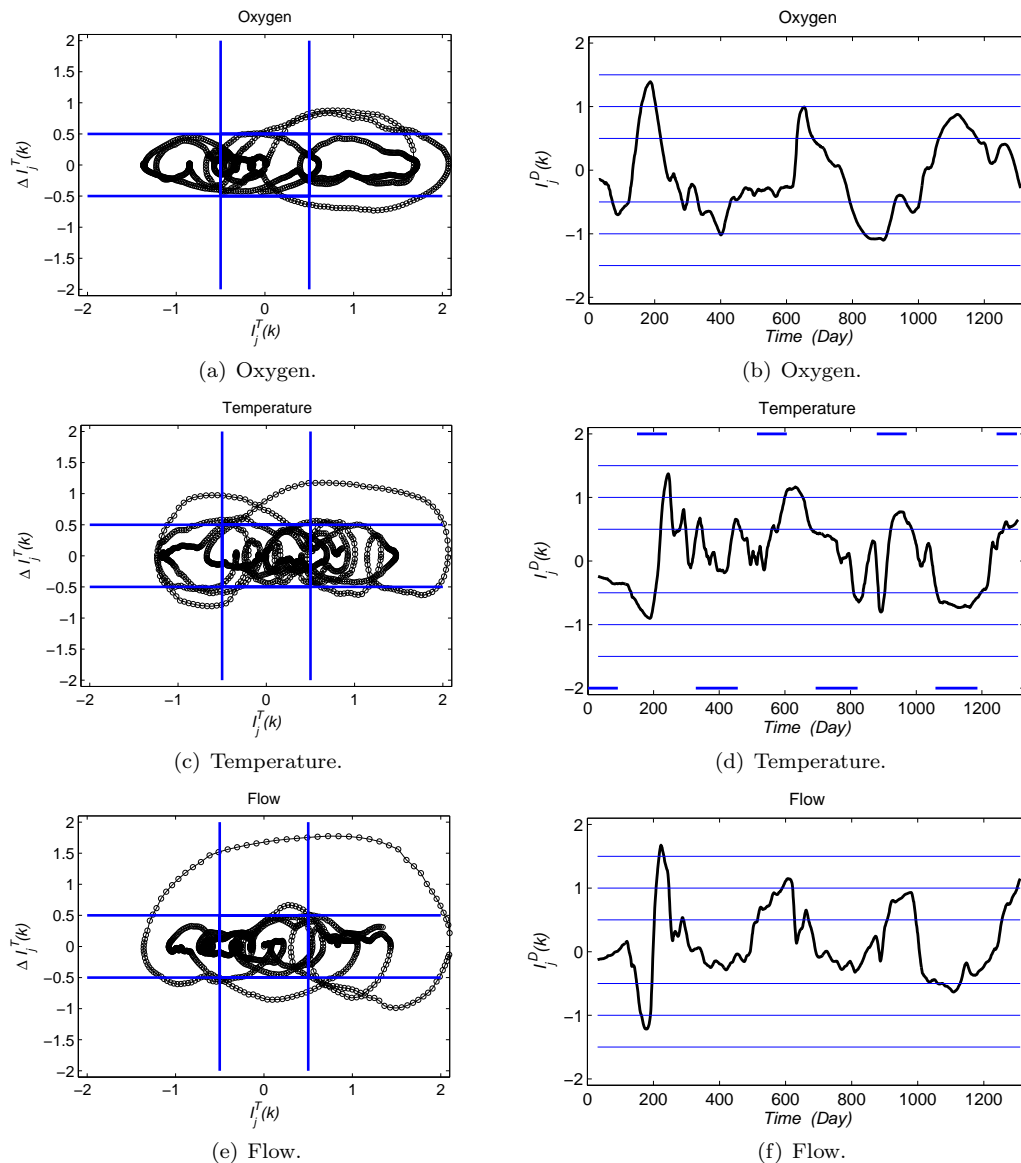 Oxygen
2
1.5
1
0.5
0
−0.5
−1
−1.5
−2
−2 −1 0 1 2
Δ I_j^T(k)
I_j^T(k)
(a) Oxygen.
Oxygen
2
1
0
−1
−2
0 200 400 600 800 1000 1200
I_j^D(k)
Time (Day)
(b) Oxygen.
Temperature
2
1.5
1
0.5
0
−0.5
−1
−1.5
−2
−2 −1 0 1 2
Δ I_j^T(k)
I_j^T(k)
(c) Temperature.
Temperature
2
1
0
−1
−2
0 200 400 600 800 1000 1200
I_j^D(k)
Time (Day)
(d) Temperature.
Flow
2
1.5
1
0.5
0
−0.5
−1
−1.5
−2
−2 −1 0 1 2
Δ I_j^T(k)
I_j^T(k)
(e) Flow.
Flow
2
1
0
−1
−2
0 200 400 600 800 1000 1200
I_j^D(k)
Time (Day)
(f) Flow.